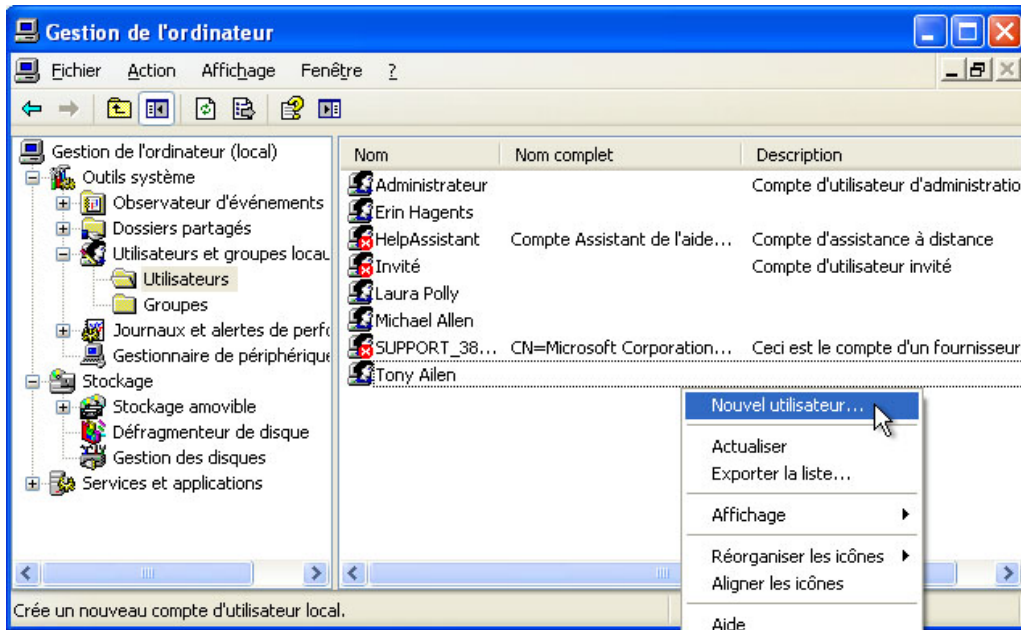 Gestion de l'ordinateur
Fichier Action Affichage Fenêtre ?
Gestion de l'ordinateur (local)
Outils système
Observateur d'événements
Dossiers partagés
Utilisateurs et groupes locau
Utilisateurs
Groupes
Journaux et alertes de perfo
Gestionnaire de périphérique
Stockage
Stockage amovible
Défragmenteur de disque
Gestion des disques
Services et applications
Nom Nom complet Description
Administrateur Compte d'utilisateur d'administratio
Erin Hagents
HelpAssistant Compte Assistant de l'aide... Compte d'assistance à distance
Invité Compte d'utilisateur invité
Laura Polly
Michael Allen
SUPPORT_38... CN=Microsoft Corporation... Ceci est le compte d'un fournisseur
Tony Ailen
Nouvel utilisateur...
Actualiser
Exporter la liste...
Affichage
Réorganiser les icônes
Aligner les icônes
Aide
Crée un nouveau compte d'utilisateur local.